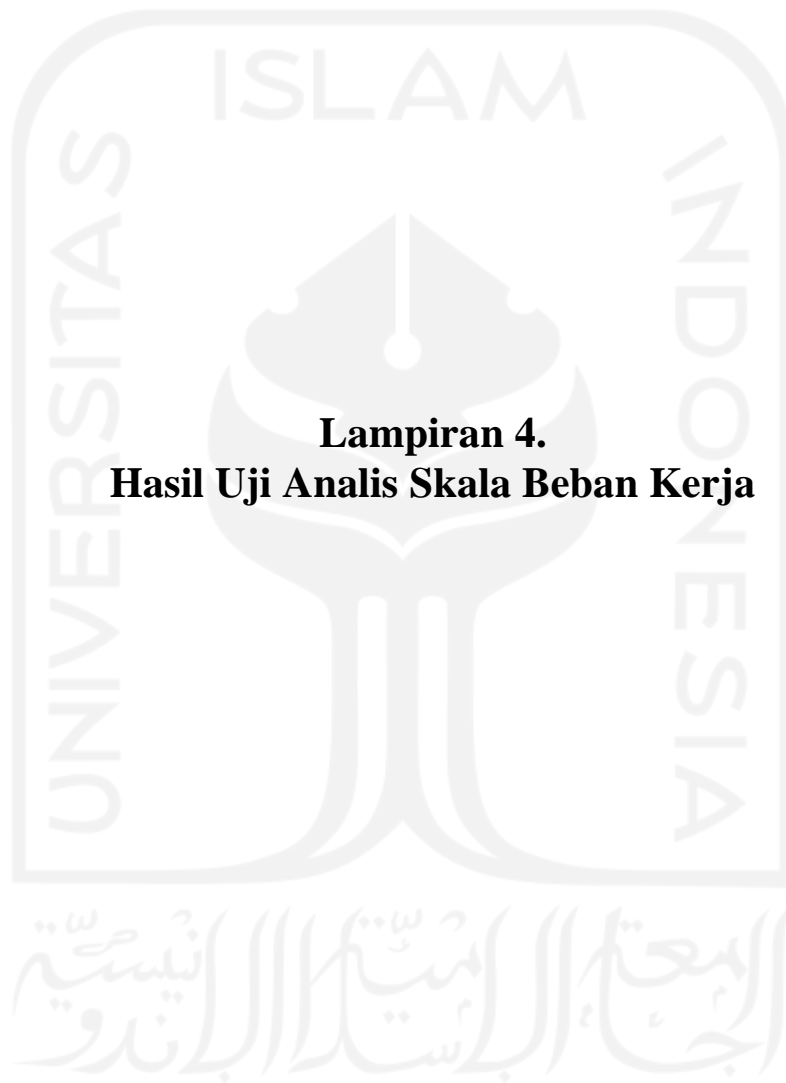 ISLAM
UNIVERSITAS
INDONESIA
Lampiran 4.
Hasil Uji Analis Skala Beban Kerja